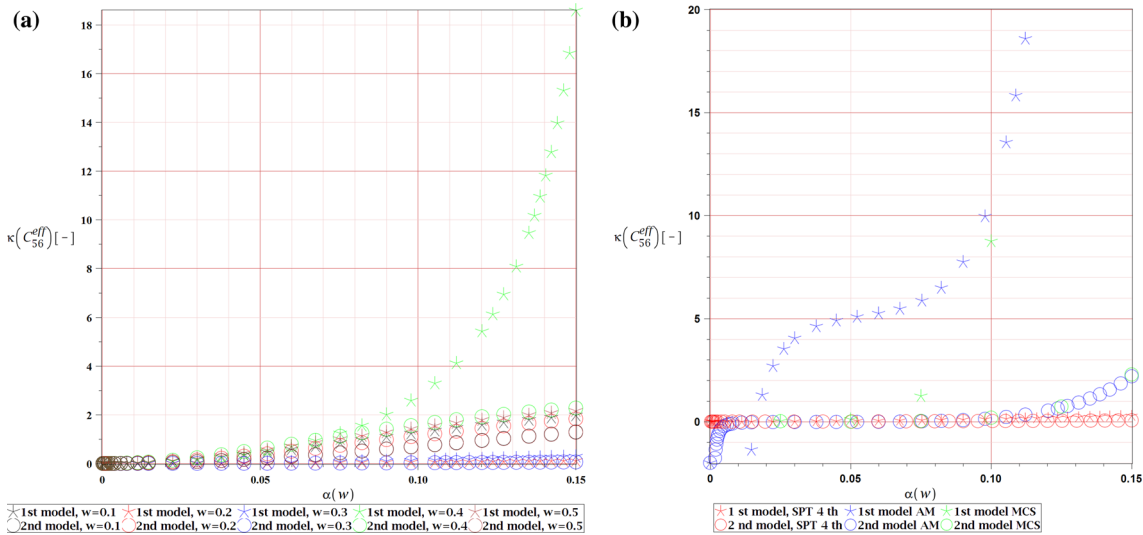 (a)
18
16
14
12
10
κ(C₅₆ᵉᶠᶠ)[-]
8
6
4
2
0
0 0.05 0.10 0.15
α(w)
1st model, w=0.1 1st model, w=0.2 1st model, w=0.3 1st model, w=0.4 1st model, w=0.5
2nd model, w=0.1 2nd model, w=0.2 2nd model, w=0.3 2nd model, w=0.4 2nd model, w=0.5
(b)
20
15
10
κ(C₅₆ᵉᶠᶠ)[-]
5
0
0 0.05 0.10 0.15
α(w)
1 st model, SPT 4 th 1st model AM 1st model MCS
2 nd model, SPT 4 th 2nd model AM 2nd model MCS